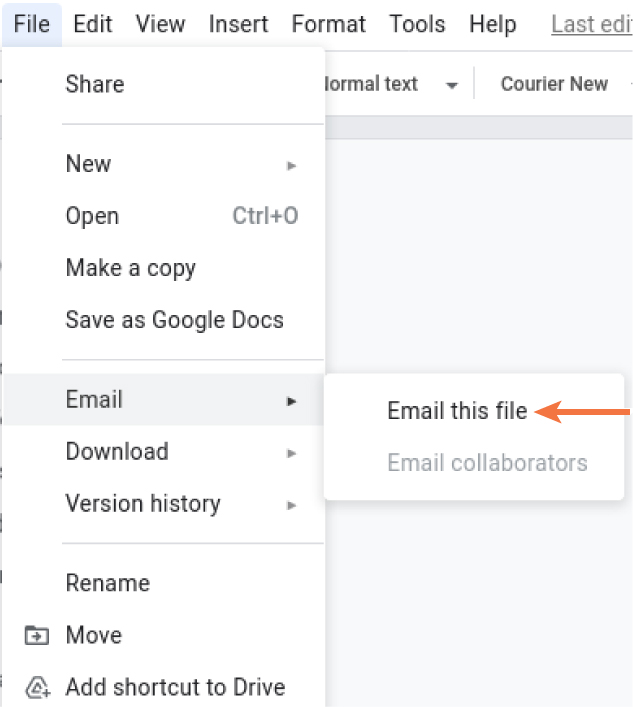 File Edit View Insert Format Tools Help Last edi
Share
ormal text Courier New
New
Open Ctrl+O
Make a copy
Save as Google Docs
Email
Email this file
Email collaborators
Download
Version history
Rename
Move
Add shortcut to Drive